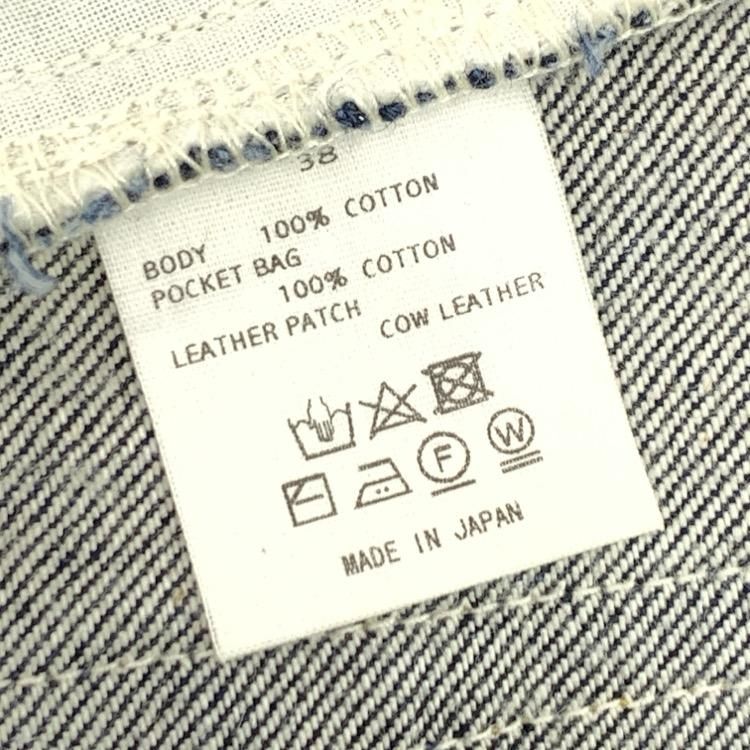 38
BODY 100% COTTON
POCKET BAG
100% COTTON
LEATHER PATCH
COW LEATHER
F W
MADE IN JAPAN